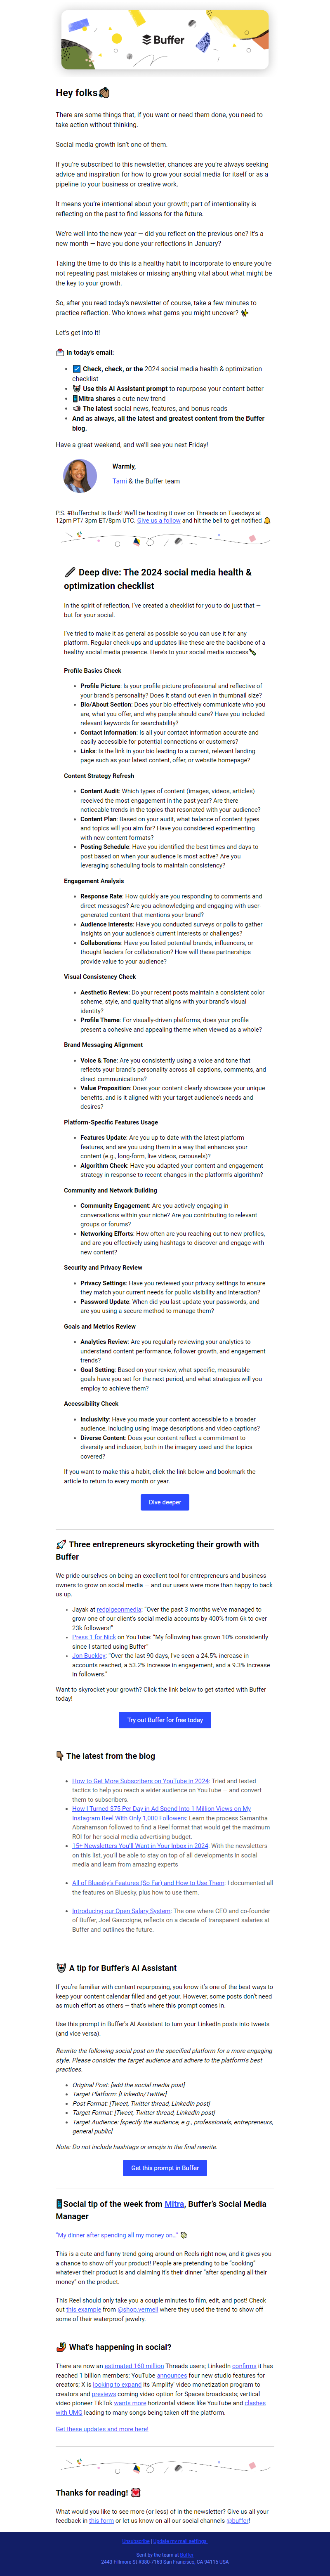 Buffer
Hey folks
There are some things that, if you want or need them done, you need to
take action without thinking.
Social media growth isn't one of them.
If you're subscribed to this newsletter, chances are you're always seeking
advice and inspiration for how to grow your social media for itself or as a
pipeline to your business or creative work.
It means you're intentional about your growth; part of intentionality is
reflecting on the past to find lessons for the future.
We're well into the new year — did you reflect on the previous one? It's a
new month — have you done your reflections in January?
Taking the time to do this is a healthy habit to incorporate to ensure you're
not repeating past mistakes or missing anything vital about what might be
the key to your growth.
So, after you read today's newsletter of course, take a few minutes to
practice reflection. Who knows what gems you might uncover?
Let's get into it!
In today's email:
• Check, check, or the 2024 social media health & optimization
checklist
• Use this AI Assistant prompt to repurpose your content better
• Mitra shares a cute new trend
• The latest social news, features, and bonus reads
• And as always, all the latest and greatest content from the Buffer
blog.
Have a great weekend, and we'll see you next Friday!
Warmly,
Tami & the Buffer team
P.S. #Bufferchat is Back! We'll be hosting it over on Threads on Tuesdays at
12pm PT/ 3pm ET/8pm UTC. Give us a follow and hit the bell to get notified
Deep dive: The 2024 social media health &
optimization checklist
In the spirit of reflection, I've created a checklist for you to do just that —
but for your social.
I've tried to make it as general as possible so you can use it for any
platform. Regular check-ups and updates like these are the backbone of a
healthy social media presence. Here's to your social media success
Profile Basics Check
• Profile Picture: Is your profile picture professional and reflective of
your brand's personality? Does it stand out even in thumbnail size?
• Bio/About Section: Does your bio effectively communicate who you
are, what you offer, and why people should care? Have you included
relevant keywords for searchability?
• Contact Information: Is all your contact information accurate and
easily accessible for potential connections or customers?
• Links: Is the link in your bio leading to a current, relevant landing
page such as your latest content, offer, or website homepage?
Content Strategy Refresh
• Content Audit: Which types of content (images, videos, articles)
received the most engagement in the past year? Are there
noticeable trends in the topics that resonated with your audience?
• Content Plan: Based on your audit, what balance of content types
and topics will you aim for? Have you considered experimenting
with new content formats?
• Posting Schedule: Have you identified the best times and days to
post based on when your audience is most active? Are you
leveraging scheduling tools to maintain consistency?
Engagement Analysis
• Response Rate: How quickly are you responding to comments and
direct messages? Are you acknowledging and engaging with user-
generated content that mentions your brand?
• Audience Interests: Have you conducted surveys or polls to gather
insights on your audience's current interests or challenges?
• Collaborations: Have you listed potential brands, influencers, or
thought leaders for collaboration? How will these partnerships
provide value to your audience?
Visual Consistency Check
• Aesthetic Review: Do your recent posts maintain a consistent color
scheme, style, and quality that aligns with your brand's visual
identity?
• Profile Theme: For visually-driven platforms, does your profile
present a cohesive and appealing theme when viewed as a whole?
Brand Messaging Alignment
• Voice & Tone: Are you consistently using a voice and tone that
reflects your brand's personality across all captions, comments, and
direct communications?
• Value Proposition: Does your content clearly showcase your unique
benefits, and is it aligned with your target audience's needs and
desires?
Platform-Specific Features Usage
• Features Update: Are you up to date with the latest platform
features, and are you using them in a way that enhances your
content (e.g., long-form, live videos, carousels)?
• Algorithm Check: Have you adapted your content and engagement
strategy in response to recent changes in the platform's algorithm?
Community and Network Building
• Community Engagement: Are you actively engaging in
conversations within your niche? Are you contributing to relevant
groups or forums?
• Networking Efforts: How often are you reaching out to new profiles,
and are you effectively using hashtags to discover and engage with
new content?
Security and Privacy Review
• Privacy Settings: Have you reviewed your privacy settings to ensure
they match your current needs for public visibility and interaction?
• Password Update: When did you last update your passwords, and
are you using a secure method to manage them?
Goals and Metrics Review
• Analytics Review: Are you regularly reviewing your analytics to
understand content performance, follower growth, and engagement
trends?
• Goal Setting: Based on your review, what specific, measurable
goals have you set for the next period, and what strategies will you
employ to achieve them?
Accessibility Check
• Inclusivity: Have you made your content accessible to a broader
audience, including using image descriptions and video captions?
• Diverse Content: Does your content reflect a commitment to
diversity and inclusion, both in the imagery used and the topics
covered?
If you want to make this a habit, click the link below and bookmark the
article to return to every month or year.
Dive deeper
Three entrepreneurs skyrocketing their growth with
Buffer
We pride ourselves on being an excellent tool for entrepreneurs and business
owners to grow on social media — and our users were more than happy to back
us up.
• Jayak at redpigeonmedia: "Over the past 3 months we've managed to
grow one of our client's social media accounts by 400% from 6k to over
23k followers!"
• Press 1 for Nick on YouTube: "My following has grown 10% consistently
since I started using Buffer"
• Jon Buckley: "Over the last 90 days, I've seen a 24.5% increase in
accounts reached, a 53.2% increase in engagement, and a 9.3% increase
in followers."
Want to skyrocket your growth? Click the link below to get started with Buffer
today!
Try out Buffer for free today
The latest from the blog
• How to Get More Subscribers on YouTube in 2024: Tried and tested
tactics to help you reach a wider audience on YouTube — and convert
them to subscribers.
• How I Turned $75 Per Day in Ad Spend Into 1 Million Views on My
Instagram Reel With Only 1,000 Followers: Learn the process Samantha
Abrahamson followed to find a Reel format that would get the maximum
ROI for her social media advertising budget.
• 15+ Newsletters You'll Want in Your Inbox in 2024: With the newsletters
on this list, you'll be able to stay on top of all developments in social
media and learn from amazing experts
• All of Bluesky's Features (So Far) and How to Use Them: I documented all
the features on Bluesky, plus how to use them.
• Introducing our Open Salary System: The one where CEO and co-founder
of Buffer, Joel Gascoigne, reflects on a decade of transparent salaries at
Buffer and outlines the future.
A tip for Buffer's AI Assistant
If you're familiar with content repurposing, you know it's one of the best ways to
keep your content calendar filled and get your. However, some posts don't need
as much effort as others — that's where this prompt comes in.
Use this prompt in Buffer's AI Assistant to turn your LinkedIn posts into tweets
(and vice versa).
Rewrite the following social post on the specified platform for a more engaging
style. Please consider the target audience and adhere to the platform's best
practices.
• Original Post: [add the social media post]
• Target Platform: [LinkedIn/Twitter]
• Post Format: [Tweet, Twitter thread, LinkedIn post]
• Target Format: [Tweet, Twitter thread, LinkedIn post]
• Target Audience: [specify the audience, e.g., professionals, entrepreneurs,
general public]
Note: Do not include hashtags or emojis in the final rewrite.
Get this prompt in Buffer
Social tip of the week from Mitra, Buffer's Social Media
Manager
"My dinner after spending all my money on..."
This is a cute and funny trend going around on Reels right now, and it gives you
a chance to show off your product! People are pretending to be "cooking"
whatever their product is and claiming it's their dinner "after spending all their
money" on the product.
This Reel should only take you a couple minutes to film, edit, and post! Check
out this example from @shop.vermeil where they used the trend to show off
some of their waterproof jewelry.
What's happening in social?
There are now an estimated 160 million Threads users; LinkedIn confirms it has
reached 1 billion members; YouTube announces four new studio features for
creators; X is looking to expand its 'Amplify' video monetization program to
creators and previews coming video option for Spaces broadcasts; vertical
video pioneer TikTok wants more horizontal videos like YouTube and clashes
with UMG leading to many songs being taken off the platform.
Get these updates and more here!
Thanks for reading!
What would you like to see more (or less) of in the newsletter? Give us all your
feedback in this form or let us know on all our social channels @buffer!
Unsubscribe | Update my mail settings.
Sent by the team at Buffer
2443 Fillmore St #380-7163 San Francisco, CA 94115 USA